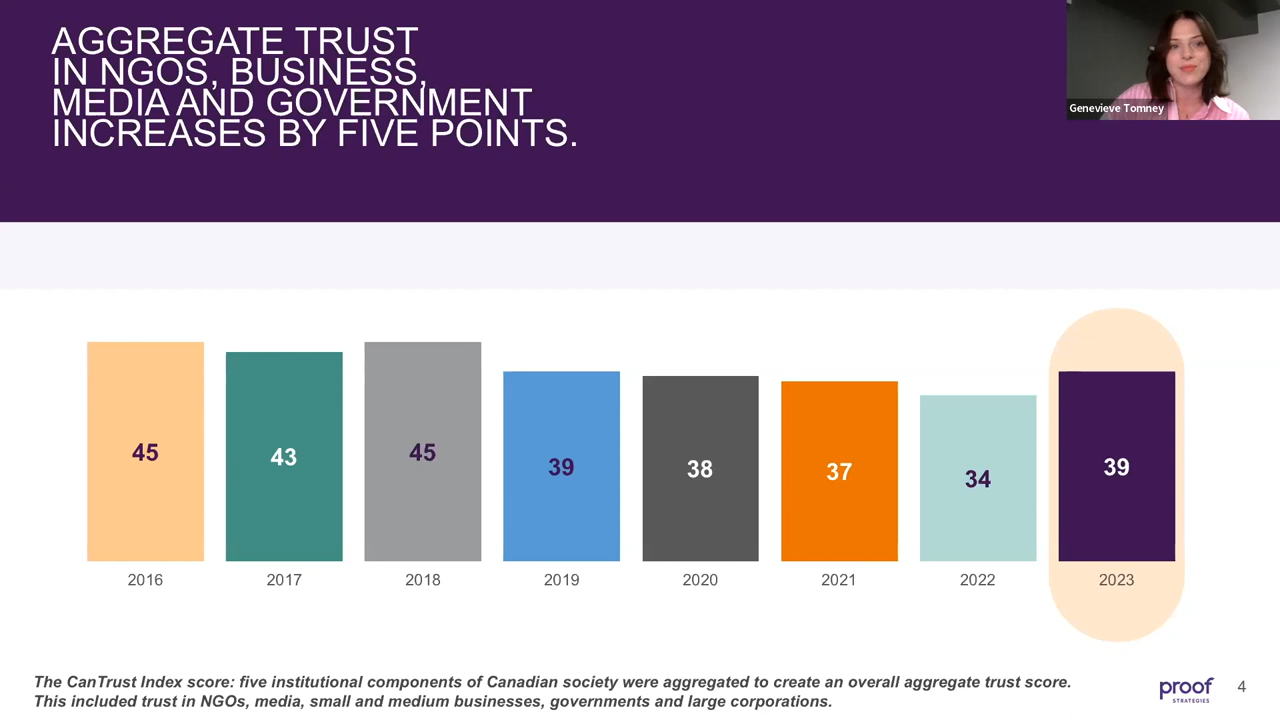 AGGREGATE TRUST
IN NGOS, BUSINESS,
MEDIA AND GOVERNMENT
INCREASES BY FIVE POINTS.
Genevieve Tomney
45
43
45
39
38
37
34
39
2016
2017
2018
2019
2020
2021
2022
2023
The CanTrust Index score: five institutional components of Canadian society were aggregated to create an overall aggregate trust score.
This included trust in NGOs, media, small and medium businesses, governments and large corporations.
proof
STRATEGIES
4